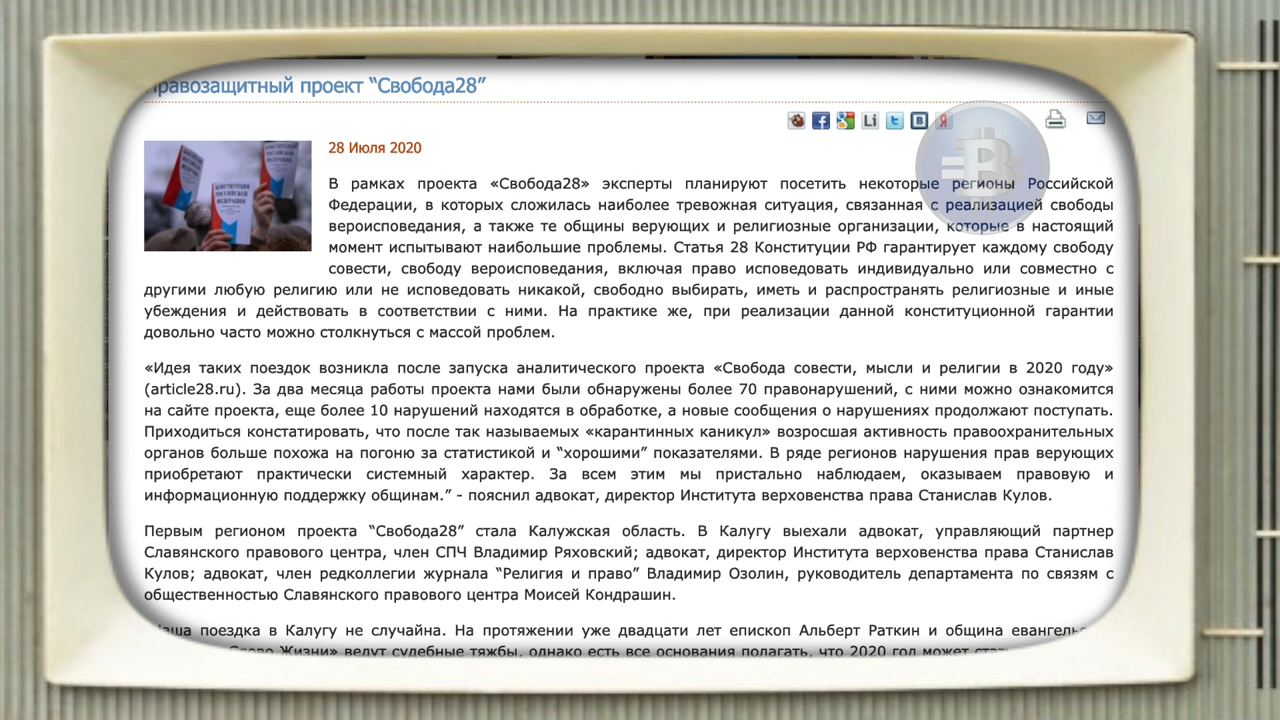 правозащитный проект “Свобода28”
28 Июля 2020
В рамках проекта «Свобода28» эксперты планируют посетить некоторые регионы Российской
Федерации, в которых сложилась наиболее тревожная ситуация, связанная с реализацией свободы
вероисповедания, а также те общины верующих и религиозные организации, которые в настоящий
момент испытывают наибольшие проблемы. Статья 28 Конституции РФ гарантирует каждому свободу
совести, свободу вероисповедания, включая право исповедовать индивидуально или совместно с
другими любую религию или не исповедовать никакой, свободно выбирать, иметь и распространять религиозные и иные
убеждения и действовать в соответствии с ними. На практике же, при реализации данной конституционной гарантии
довольно часто можно столкнуться с массой проблем.
«Идея таких поездок возникла после запуска аналитического проекта «Свобода совести, мысли и религии в 2020 году»
(article28.ru). За два месяца работы проекта нами были обнаружены более 70 правонарушений, с ними можно ознакомится
на сайте проекта, еще более 10 нарушений находятся в обработке, а новые сообщения о нарушениях продолжают поступать.
Приходиться констатировать, что после так называемых «карантинных каникул» возросшая активность правоохранительных
органов больше похожа на погоню за статистикой и “хорошими” показателями. В ряде регионов нарушения прав верующих
приобретают практически системный характер. За всем этим мы пристально наблюдаем, оказываем правовую и
информационную поддержку общинам.” - пояснил адвокат, директор Института верховенства права Станислав Кулов.
Первым регионом проекта “Свобода28” стала Калужская область. В Калугу выехали адвокат, управляющий партнер
Славянского правового центра, член СПЧ Владимир Ряховский; адвокат, директор Института верховенства права Станислав
Кулов; адвокат, член редколлегии журнала “Религия и право” Владимир Озолин, руководитель департамента по связям с
общественностью Славянского правового центра Моисей Кондрашин.
поездка в Калугу не случайна. На протяжении уже двадцати лет епископ Альберт Раткин и община
Слово Жизни» ведут судебные тяжбы, однако есть все основания полагать, что 2020 год может